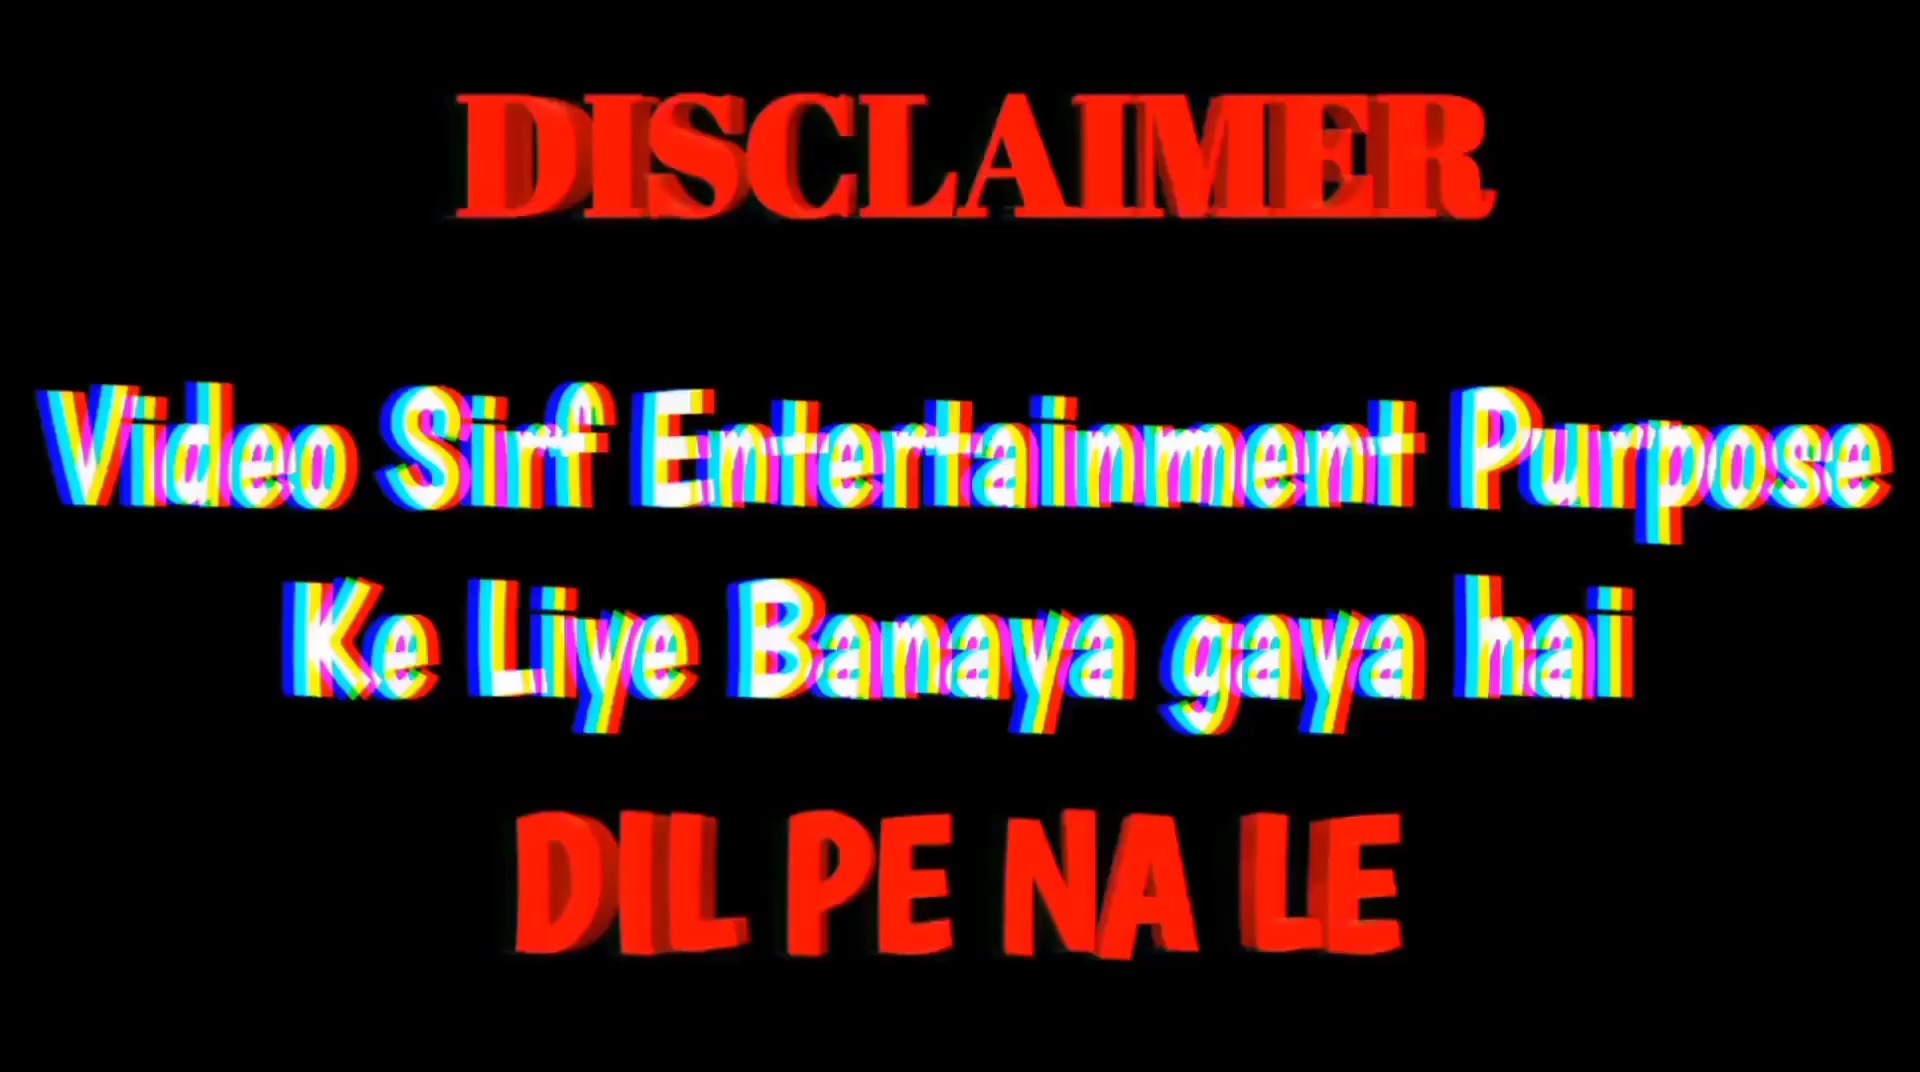 DISCLAIMER
Video Sirf Entertainment Purpose
Ke Liye Banaya gaya hai
DIL PE NA LE